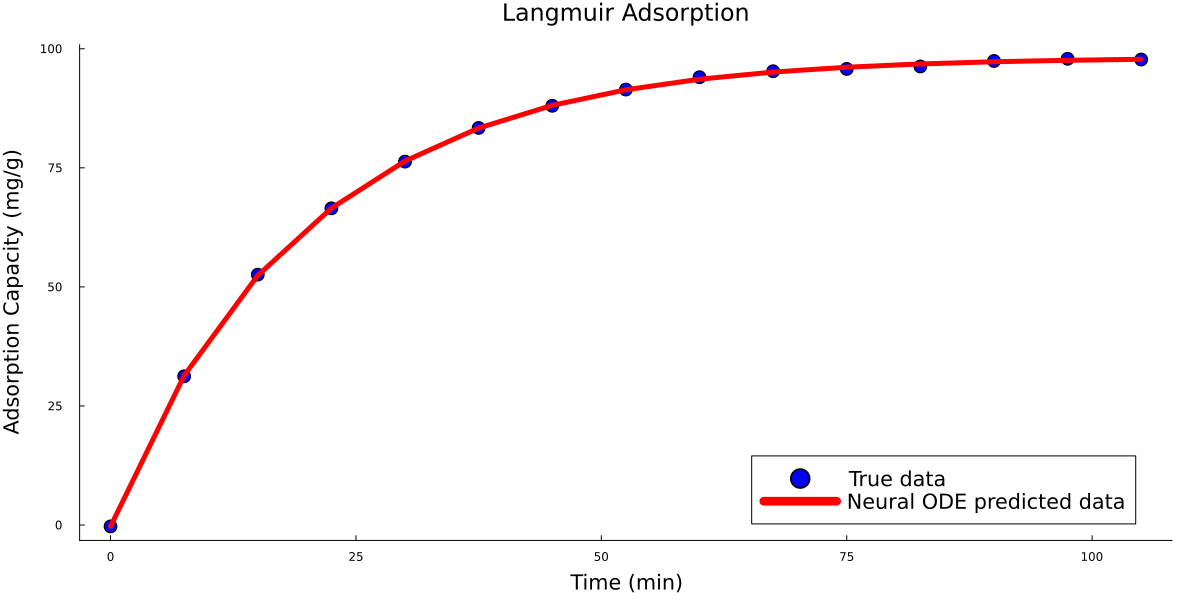 Langmuir Adsorption
Adsorption Capacity (mg/g)
100
75
50
25
0
0 25 50 75 100
Time (min)
True data
Neural ODE predicted data